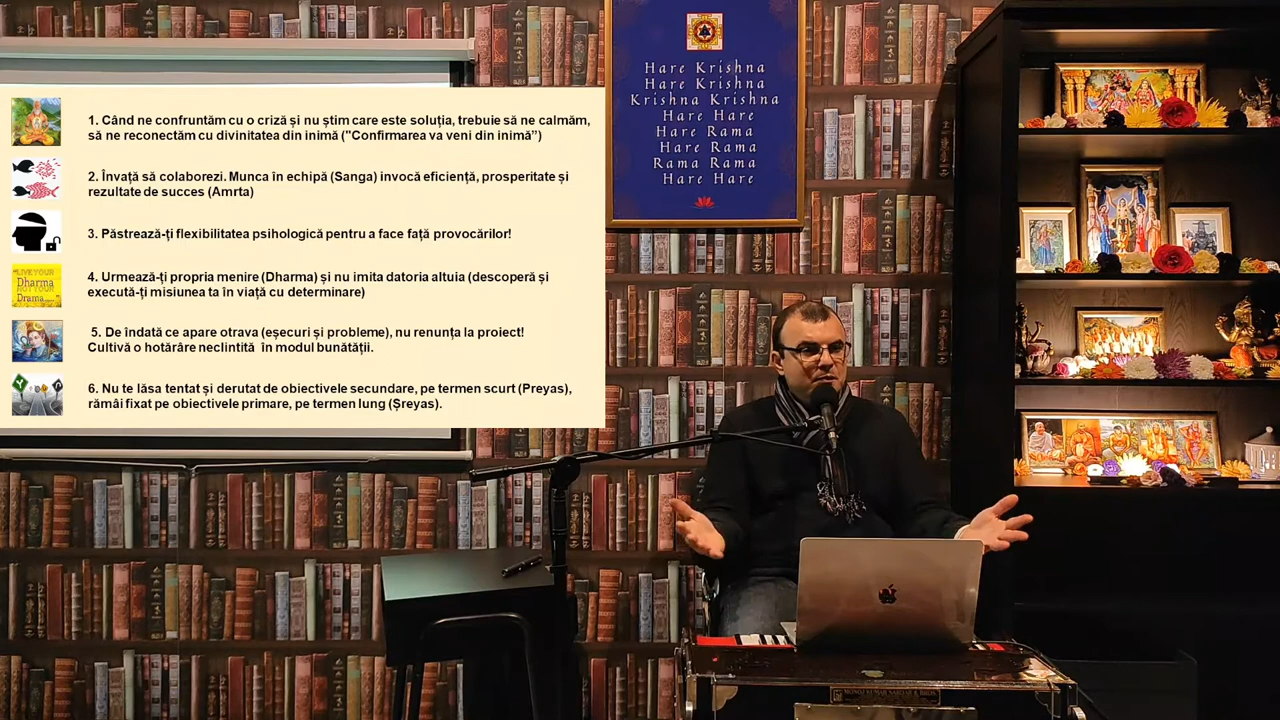 1. Când ne confruntăm cu o criză și nu știm care este soluția, trebuie să ne calmăm,
să ne reconectăm cu divinitatea din inimă ("Confirmarea va veni din inimă”)
2. Învață să colaborezi. Munca în echipă (Sanga) invocă eficiență, prosperitate și
rezultate de succes (Amrta)
3. Păstrează-ți flexibilitatea psihologică pentru a face față provocărilor!
"LIVE YOUR
Dharma
NOT YOUR
Drama....."
4. Urmează-ți propria menire (Dharma) și nu imita datoria altuia (descoperă și
execută-ți misiunea ta în viață cu determinare)
5. De îndată ce apare otrava (eșecuri și probleme), nu renunța la proiect!
Cultivă o hotărâre neclintită în modul bunătății.
6. Nu te lăsa tentat și derutat de obiectivele secundare, pe termen scurt (Preyas),
rămâi fixat pe obiectivele primare, pe termen lung (Șreyas).
Hare Krishna
Hare Krishna
Krishna Krishna
Hare Hare
Hare Rama
Hare Rama
Rama Rama
Hare Hare